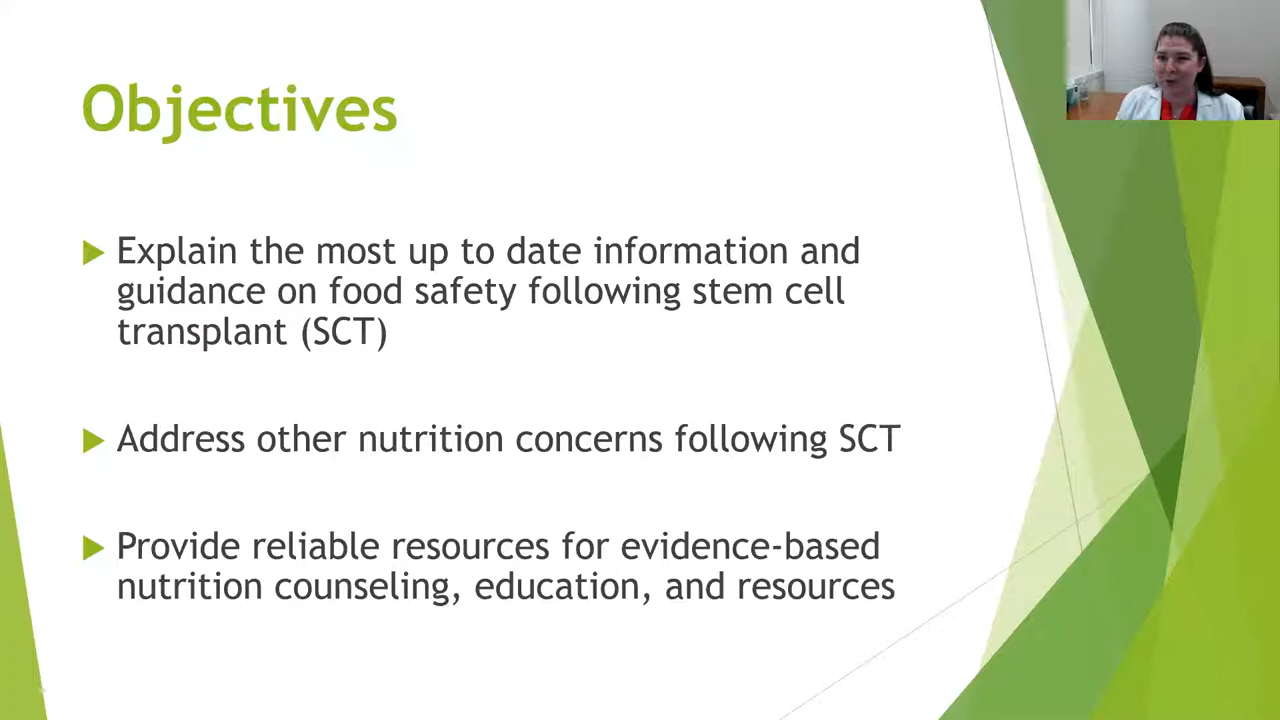 Objectives
Explain the most up to date information and
guidance on food safety following stem cell
transplant (SCT)
Address other nutrition concerns following SCT
Provide reliable resources for evidence-based
nutrition counseling, education, and resources